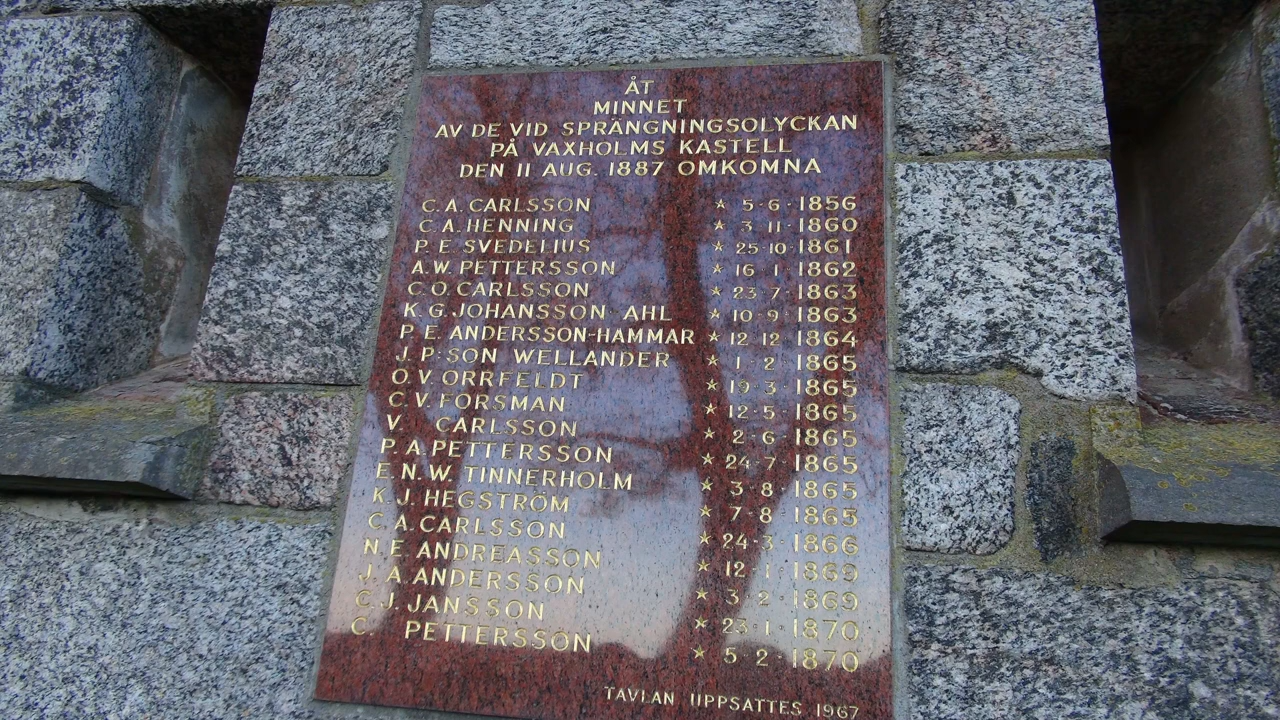 ÅT
MINNET
AV DE VID SPRÄNGNINGSOLYCKAN
PÅ VAXHOLMS KASTELL
DEN 11 AUG. 1887 OMKOMNA
C. A. CARLSSON ★ 5-6-1856
C. A. HENNING ★ 3 11-1860
P. E. SVEDELIUS ★ 25 10-1861
A. W. PETTERSSON ★ 16 1-1862
C. O. CARLSSON ★ 23 7-1863
K. G. JOHANSSON AHL ★ 10-9-1863
P. E. ANDERSSON-HAMMAR ★ 12 12 1864
J. P:SON WELLANDER ★ 1 2 1865
O. V. ORRFELDT ★ 19 3-1865
C. V. FORSMAN ★ 12-5-1865
V. CARLSSON ★ 2-6-1865
P. A. PETTERSSON ★ 24-7-1865
E. N. W. TINNERHOLM ★ 3-8-1865
K. J. HEGSTRÖM ★ 7-8-1865
C. A. CARLSSON ★ 24-3-1866
N. E. ANDREASSON ★ 12-1-1869
J. A. ANDERSSON ★ 3-2-1869
C. J. JANSSON ★ 23-1-1870
C. PETTERSSON ★ 5-2-1870
TAVLAN UPPSATTES 1967